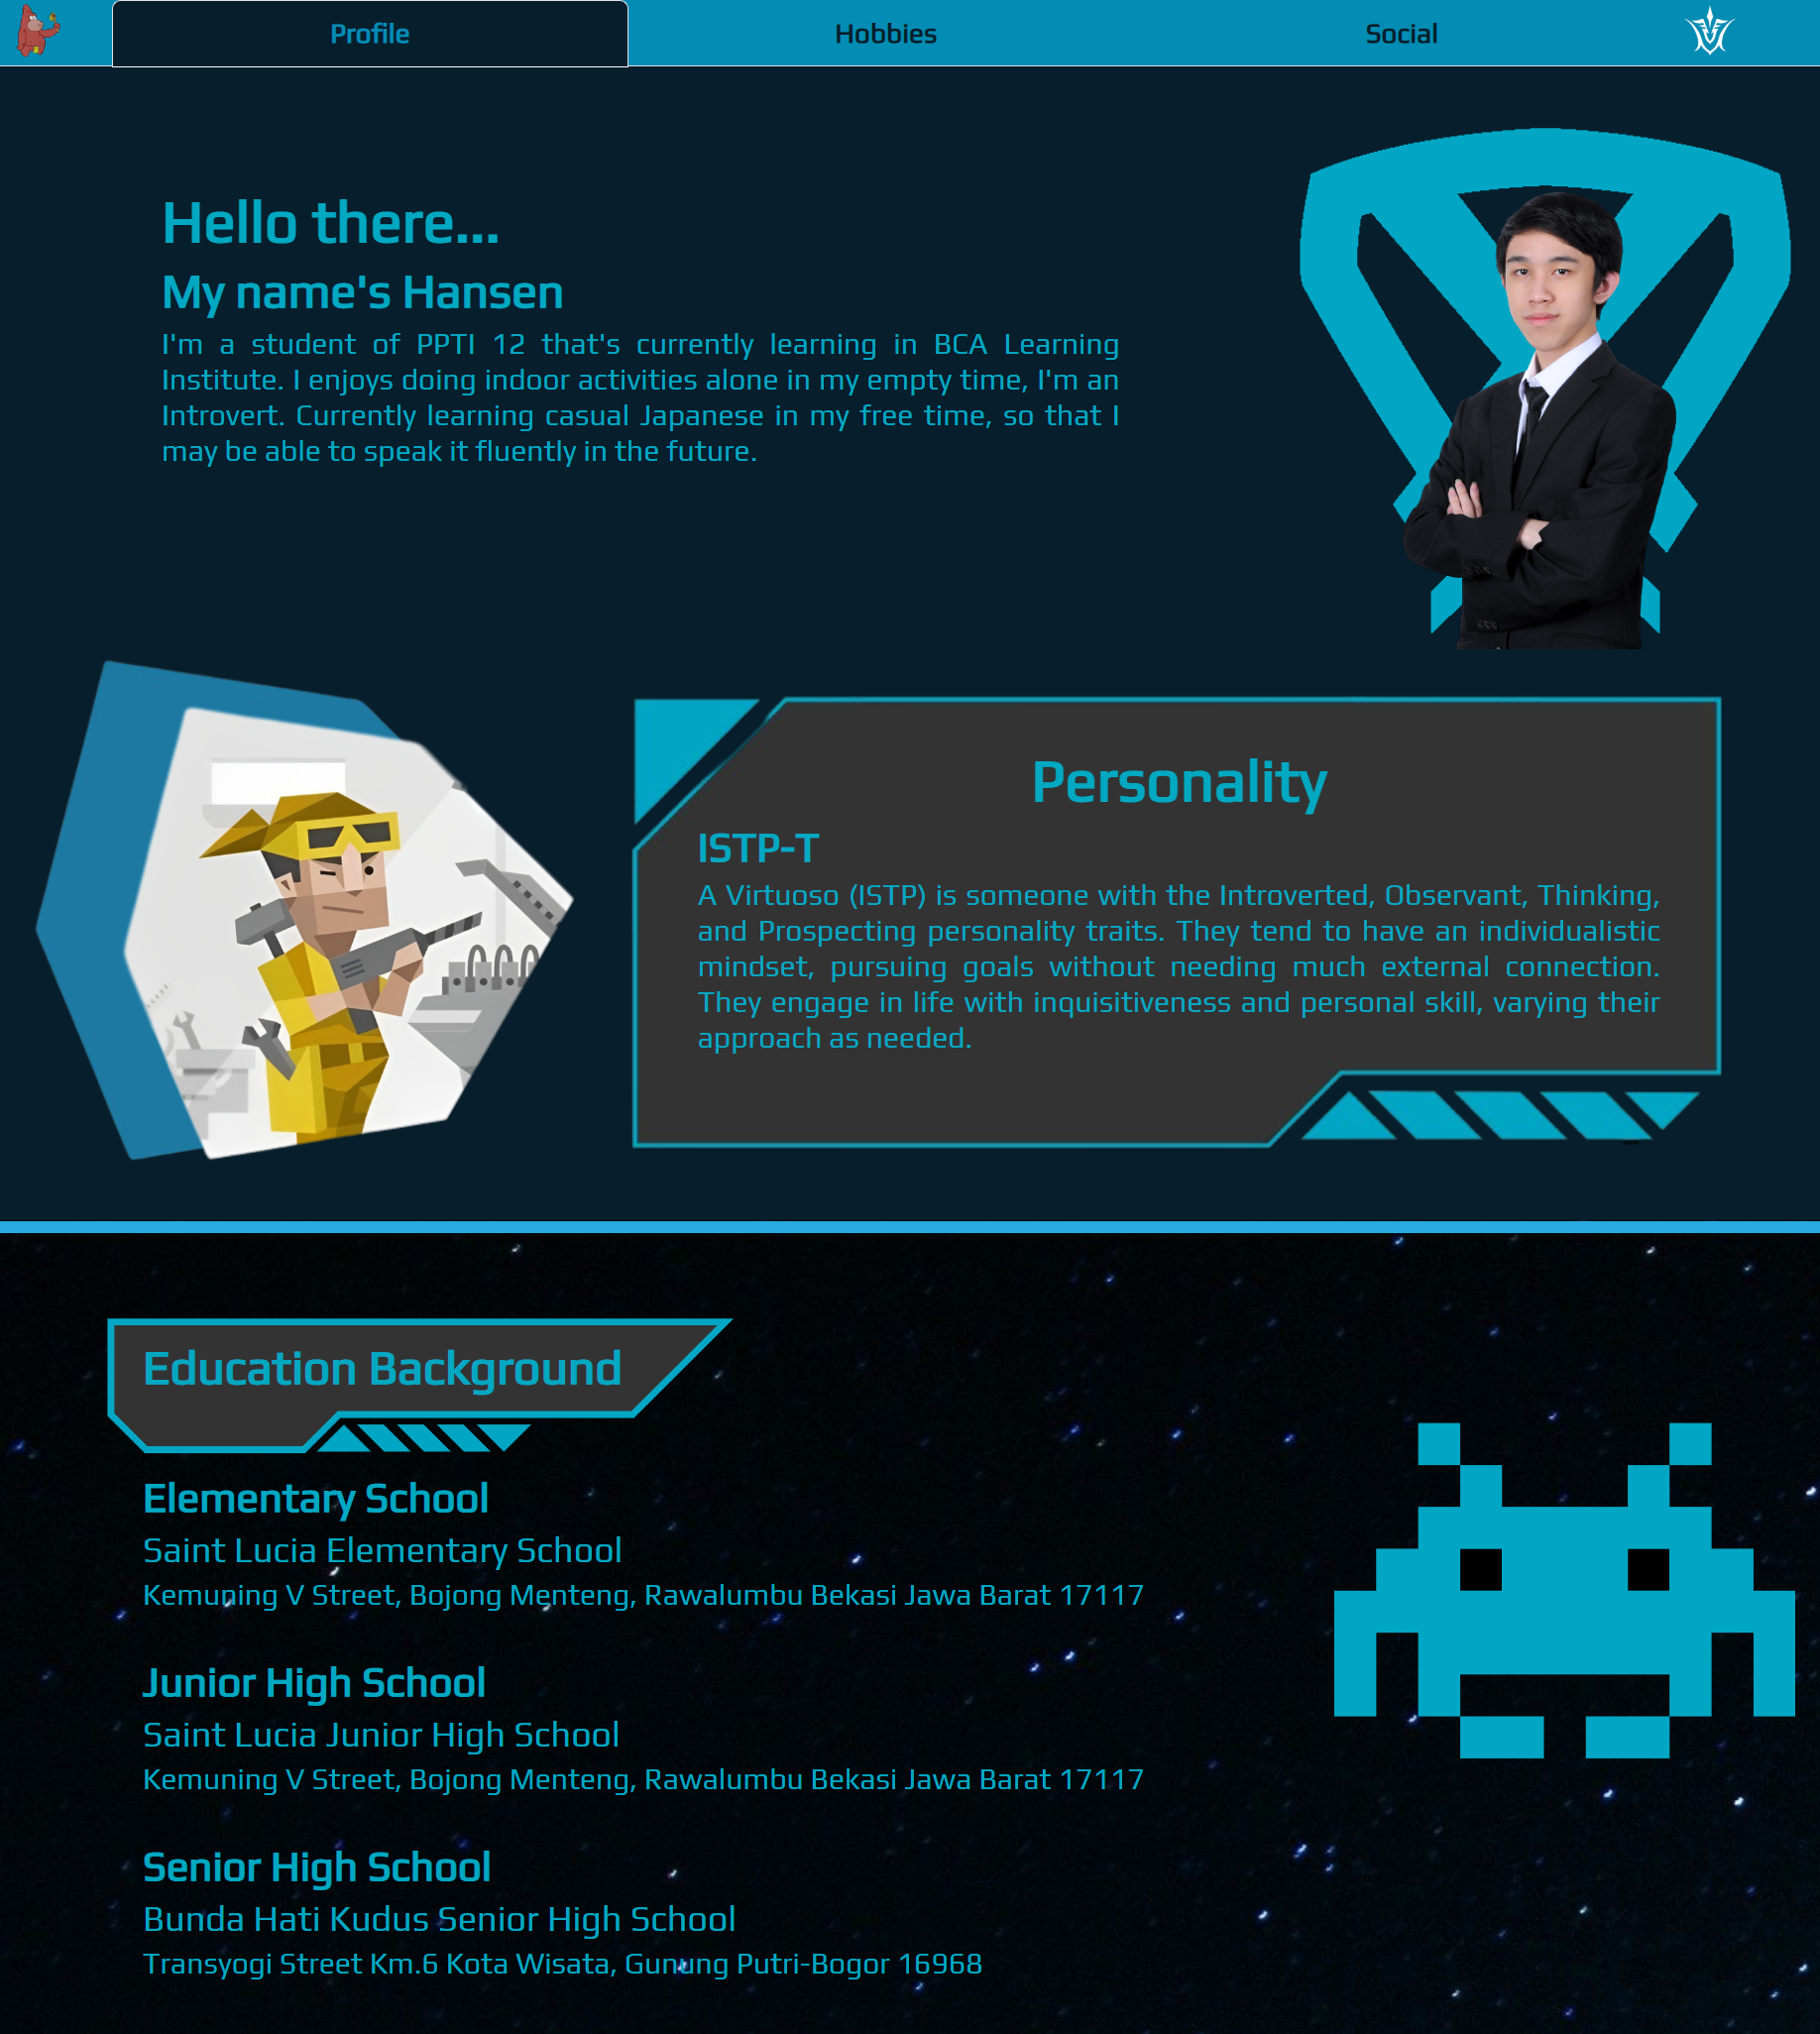 Profile
Hobbies
Social
Hello there...
My name's Hansen
I'm a student of PPTI 12 that's currently learning in BCA Learning
Institute. I enjoys doing indoor activities alone in my empty time, I'm an
Introvert. Currently learning casual Japanese in my free time, so that I
may be able to speak it fluently in the future.
Personality
ISTP-T
A Virtuoso (ISTP) is someone with the Introverted, Observant, Thinking,
and Prospecting personality traits. They tend to have an individualistic
mindset, pursuing goals without needing much external connection.
They engage in life with inquisitiveness and personal skill, varying their
approach as needed.
Education Background
Elementary School
Saint Lucia Elementary School
Kemuning V Street, Bojong Menteng, Rawalumbu Bekasi Jawa Barat 17117
Junior High School
Saint Lucia Junior High School
Kemuning V Street, Bojong Menteng, Rawalumbu Bekasi Jawa Barat 17117
Senior High School
Bunda Hati Kudus Senior High School
Transyogi Street Km.6 Kota Wisata, Gunung Putri-Bogor 16968